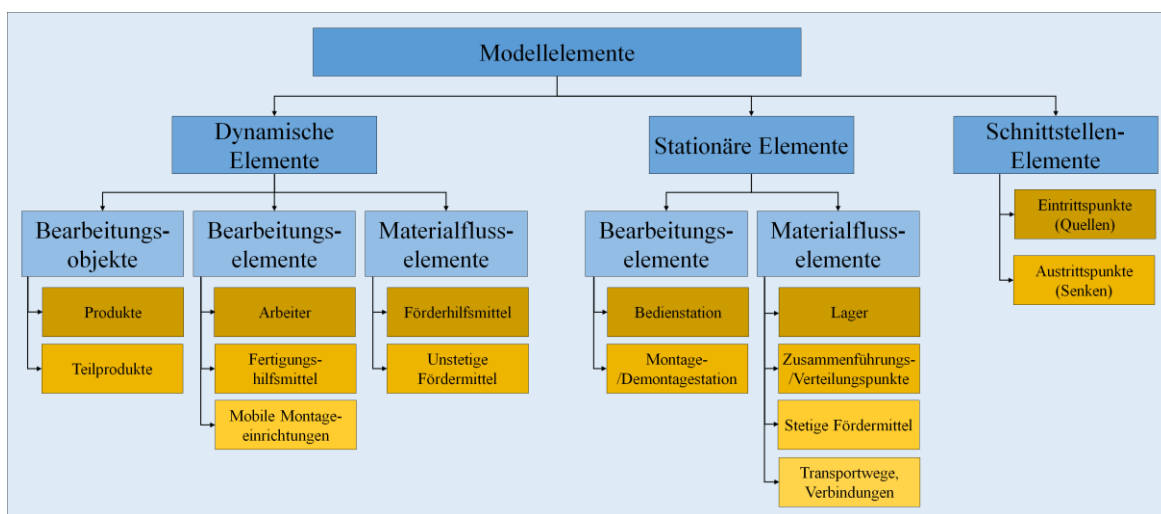 Modellelemente
Dynamische
Elemente
Stationäre Elemente
Schnittstellen-
Elemente
Bearbeitungs-
objekte
Produkte
Teilprodukte
Bearbeitungs-
elemente
Arbeiter
Fertigungs-
hilfsmittel
Mobile Montage-
einrichtungen
Materialfluss-
elemente
Förderhilfsmittel
Unstetige
Fördermittel
Bearbeitungs-
elemente
Bedienstation
Montage-
/Demontagestation
Materialfluss-
elemente
Lager
Zusammenführungs-
/Verteilungspunkte
Stetige Fördermittel
Transportwege,
Verbindungen
Eintrittspunkte
(Quellen)
Austrittspunkte
(Senken)